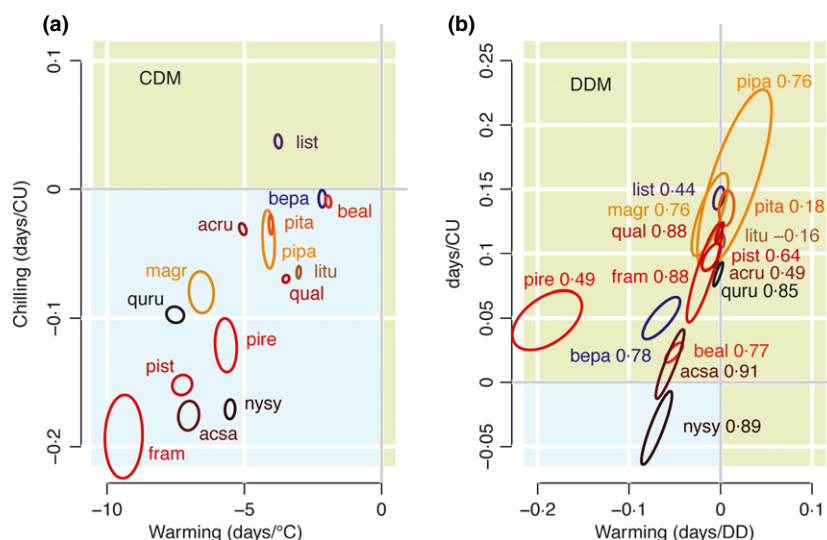 (a)
CDM
0·1
0
−0·1
−0·2
Chilling (days/CU)
list
bepa
beal
acru
pita
pipa
magr
litu
qual
quru
pire
pist
nysy
acsa
fram
−10
−5
0
Warming (days/°C)
(b)
DDM
0·25
0·2
0·15
0·1
0·05
0
−0·05
days/CU
pipa 0·76
list 0·44
magr 0·76
pita 0·18
qual 0·88
litu −0·16
pist 0·64
pire 0·49
fram 0·88
acru 0·49
quru 0·85
bepa 0·78
beal 0·77
acsa 0·91
nysy 0·89
−0·2
−0·1
0
0·1
Warming (days/DD)